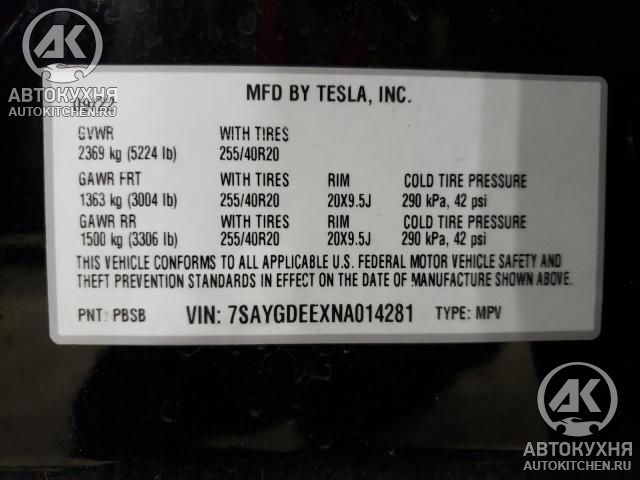 AK
АВТОКУХНЯ
AUTOKITCHEN.RU
MFD BY TESLA, INC.
09/22
GVWR WITH TIRES
2369 kg (5224 lb) 255/40R20
GAWR FRT WITH TIRES RIM COLD TIRE PRESSURE
1363 kg (3004 lb) 255/40R20 20X9.5J 290 kPa, 42 psi
GAWR RR WITH TIRES RIM COLD TIRE PRESSURE
1500 kg (3306 lb) 255/40R20 20X9.5J 290 kPa, 42 psi
THIS VEHICLE CONFORMS TO ALL APPLICABLE U.S. FEDERAL MOTOR VEHICLE SAFETY AND
THEFT PREVENTION STANDARDS IN EFFECT ON THE DATE OF MANUFACTURE SHOWN ABOVE.
PNT: PBSB VIN: 7SAYGDEEXNA014281 TYPE: MPV
AK
АВТОКУХНЯ
AUTOKITCHEN.RU